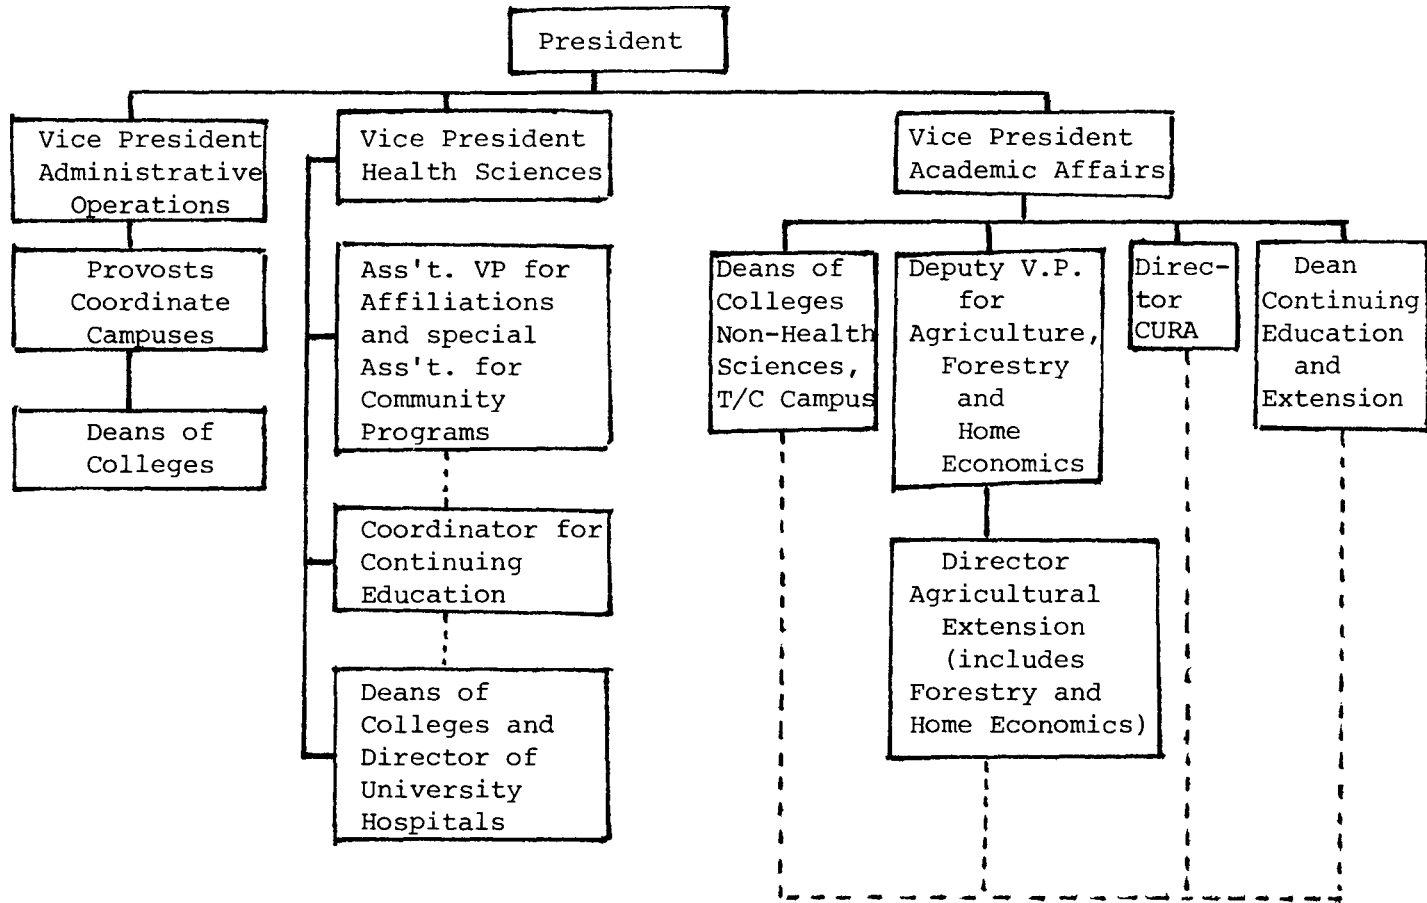 President
Vice President
Administrative
Operations
Provosts
Coordinate
Campuses
Deans of
Colleges
Vice President
Health Sciences
Ass't. VP for
Affiliations
and special
Ass't. for
Community
Programs
Coordinator for
Continuing
Education
Deans of
Colleges and
Director of
University
Hospitals
Vice President
Academic Affairs
Deans of
Colleges
Non-Health
Sciences,
T/C Campus
Deputy V.P.
for
Agriculture,
Forestry
and
Home
Economics
Director
Agricultural
Extension
(includes
Forestry and
Home Economics)
Direc-
tor
CURA
Dean
Continuing
Education
and
Extension